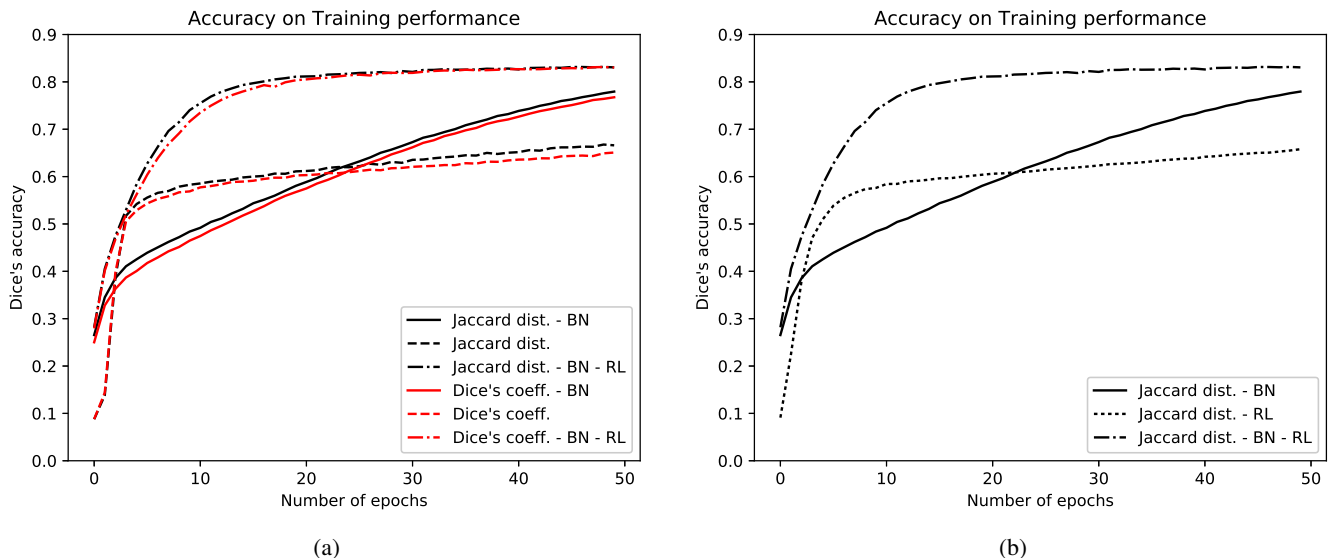 Accuracy on Training performance
Dice's accuracy
0.9
0.8
0.7
0.6
0.5
0.4
0.3
0.2
0.1
0.0
Jaccard dist. - BN
Jaccard dist.
Jaccard dist. - BN - RL
Dice's coeff. - BN
Dice's coeff.
Dice's coeff. - BN - RL
0 10 20 30 40 50
Number of epochs
(a)
Accuracy on Training performance
Dice's accuracy
0.9
0.8
0.7
0.6
0.5
0.4
0.3
0.2
0.1
0.0
Jaccard dist. - BN
Jaccard dist. - RL
Jaccard dist. - BN - RL
0 10 20 30 40 50
Number of epochs
(b)